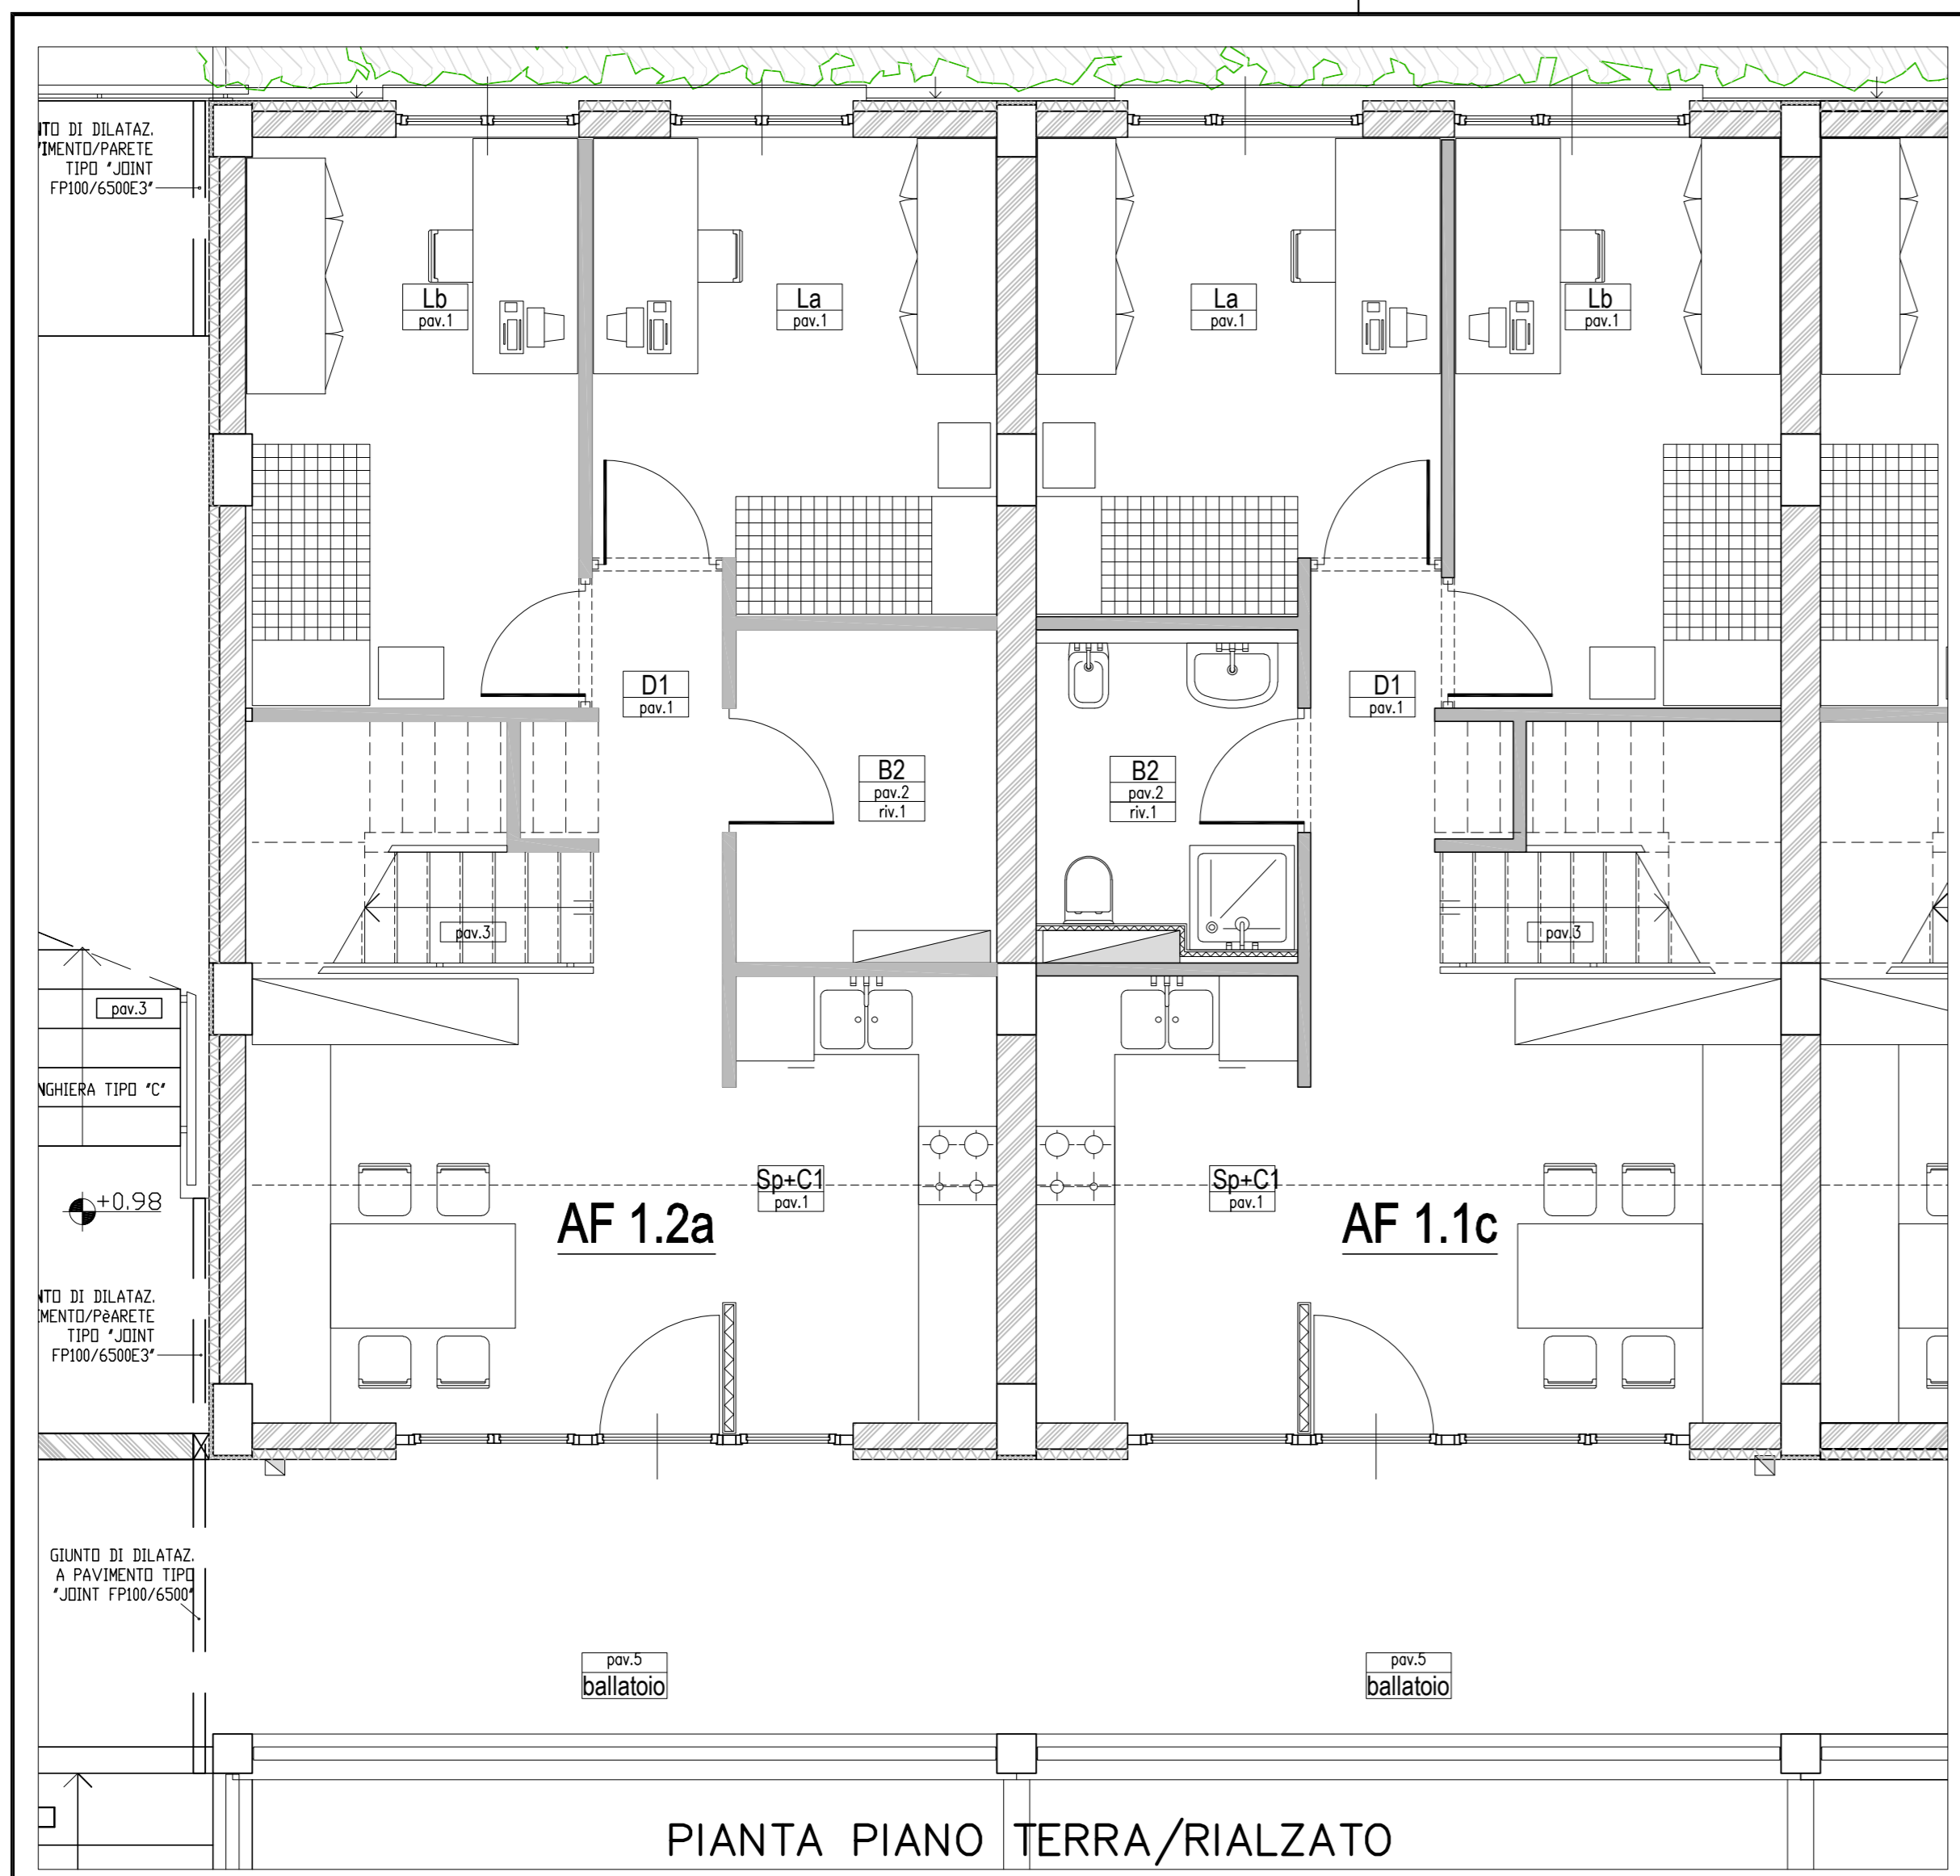 NTO DI DILATAZ.
VIMENTO/PARETE
TIPO "JOINT
FP100/6500E3"
Lb
pav.1
La
pav.1
La
pav.1
Lb
pav.1
D1
pav.1
D1
pav.1
B2
pav.2
riv.1
B2
pav.2
riv.1
pav.3
pav.3
pav.3
NGHIERA TIPO "C"
+0.98
Sp+C1
pav.1
Sp+C1
pav.1
AF 1.2a
AF 1.1c
NTO DI DILATAZ.
IMENTO/PèARETE
TIPO "JOINT
FP100/6500E3"
GIUNTO DI DILATAZ.
A PAVIMENTO TIPO
"JOINT FP100/6500"
pav.5
ballatoio
pav.5
ballatoio
PIANTA PIANO TERRA/RIALZATO